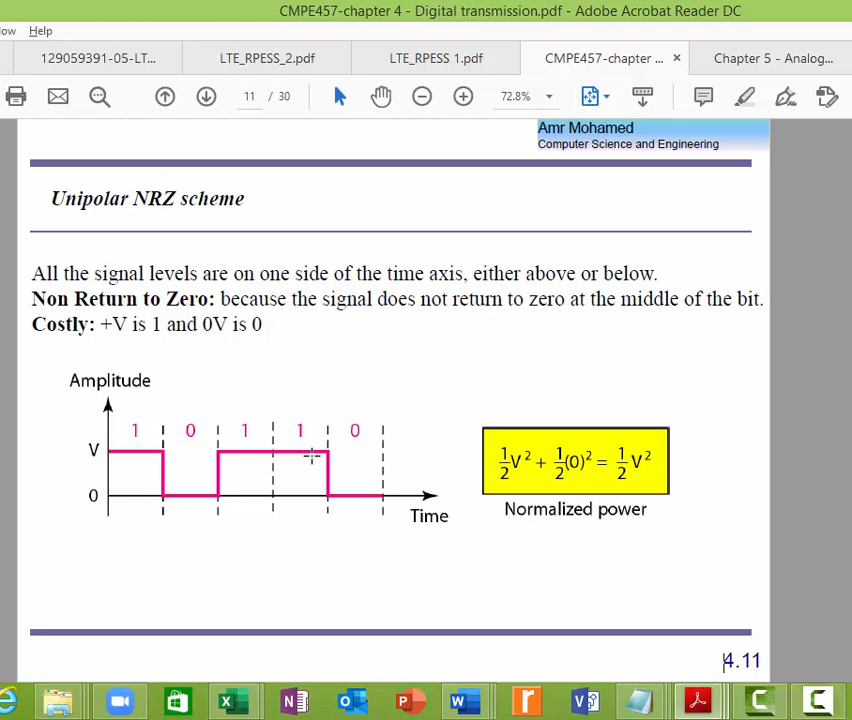 CMPE457-chapter 4 - Digital transmission.pdf - Adobe Acrobat Reader DC
ow Help
129059391-05-LT... LTE_RPESS_2.pdf LTE_RPESS 1.pdf CMPE457-chapter ... × Chapter 5 - Analog...
11 / 30 72.8%
Amr Mohamed
Computer Science and Engineering
Unipolar NRZ scheme
All the signal levels are on one side of the time axis, either above or below.
Non Return to Zero: because the signal does not return to zero at the middle of the bit.
Costly: +V is 1 and 0V is 0
Amplitude
1 0 1 1 0
V
0
Time
1/2 V² + 1/2 (0)² = 1/2 V²
Normalized power
4.11